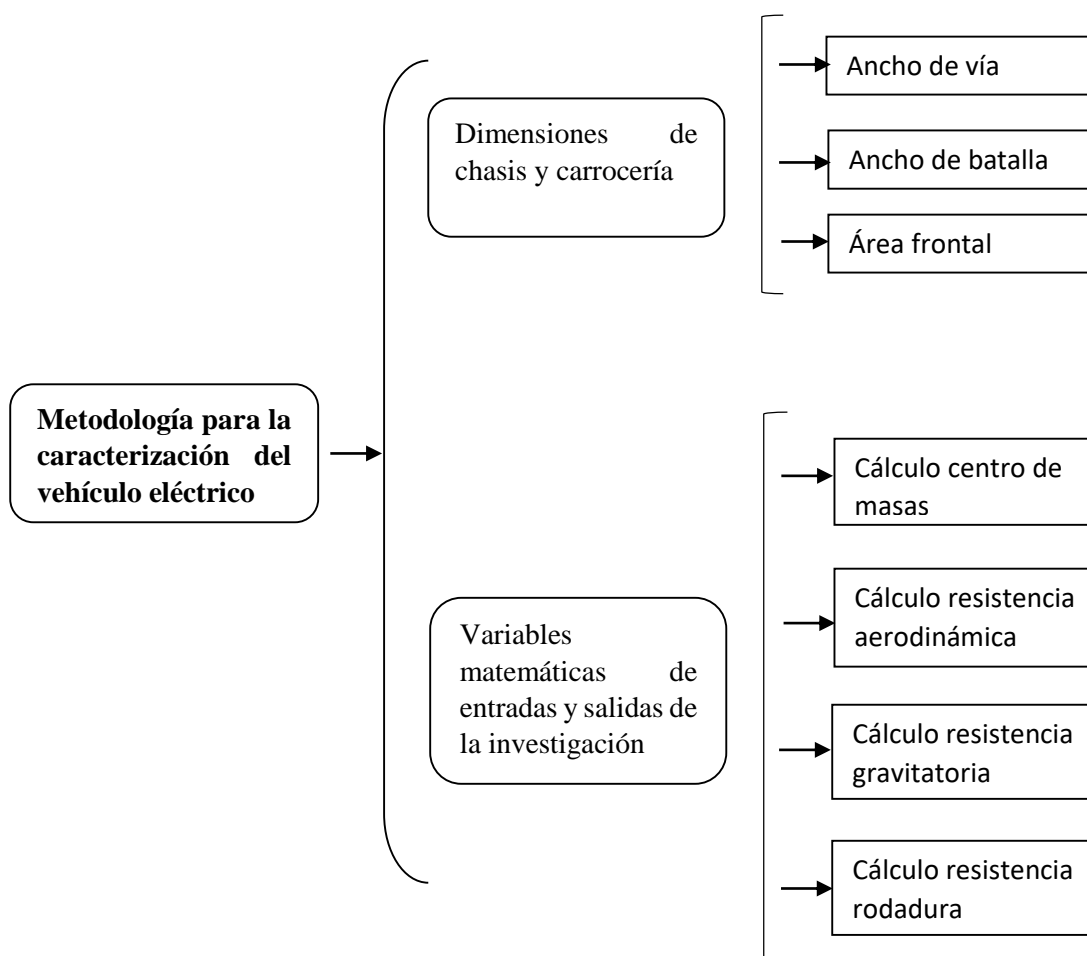 Metodología para la
caracterización del
vehículo eléctrico
Dimensiones de
chasis y carrocería
Ancho de vía
Ancho de batalla
Área frontal
Variables
matemáticas de
entradas y salidas de
la investigación
Cálculo centro de
masas
Cálculo resistencia
aerodinámica
Cálculo resistencia
gravitatoria
Cálculo resistencia
rodadura